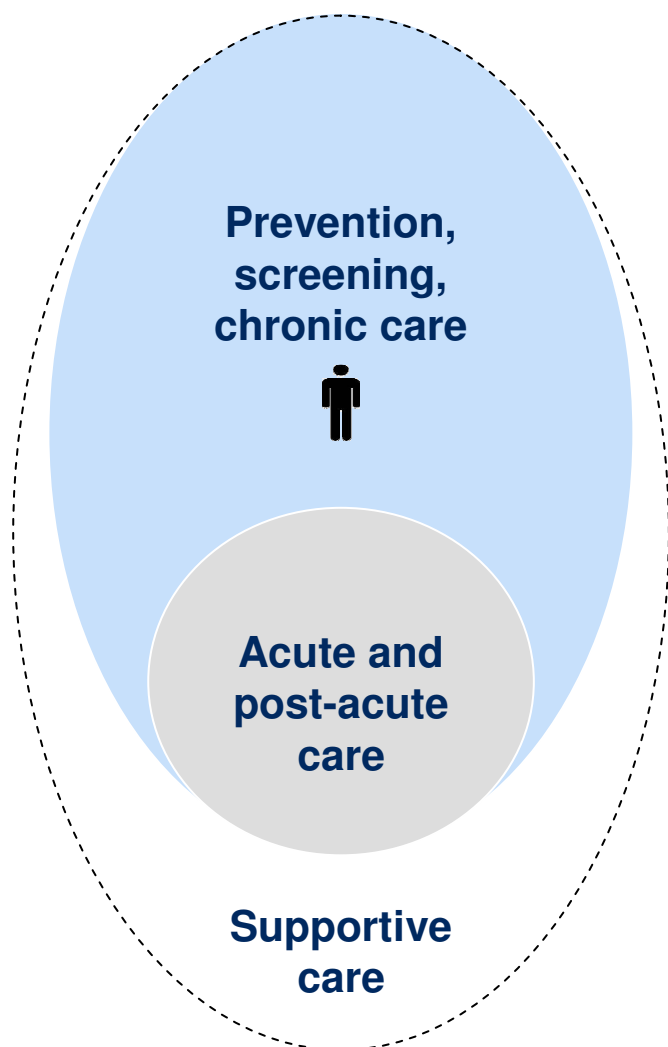 Prevention,
screening,
chronic care
Acute and
post-acute
care
Supportive
care